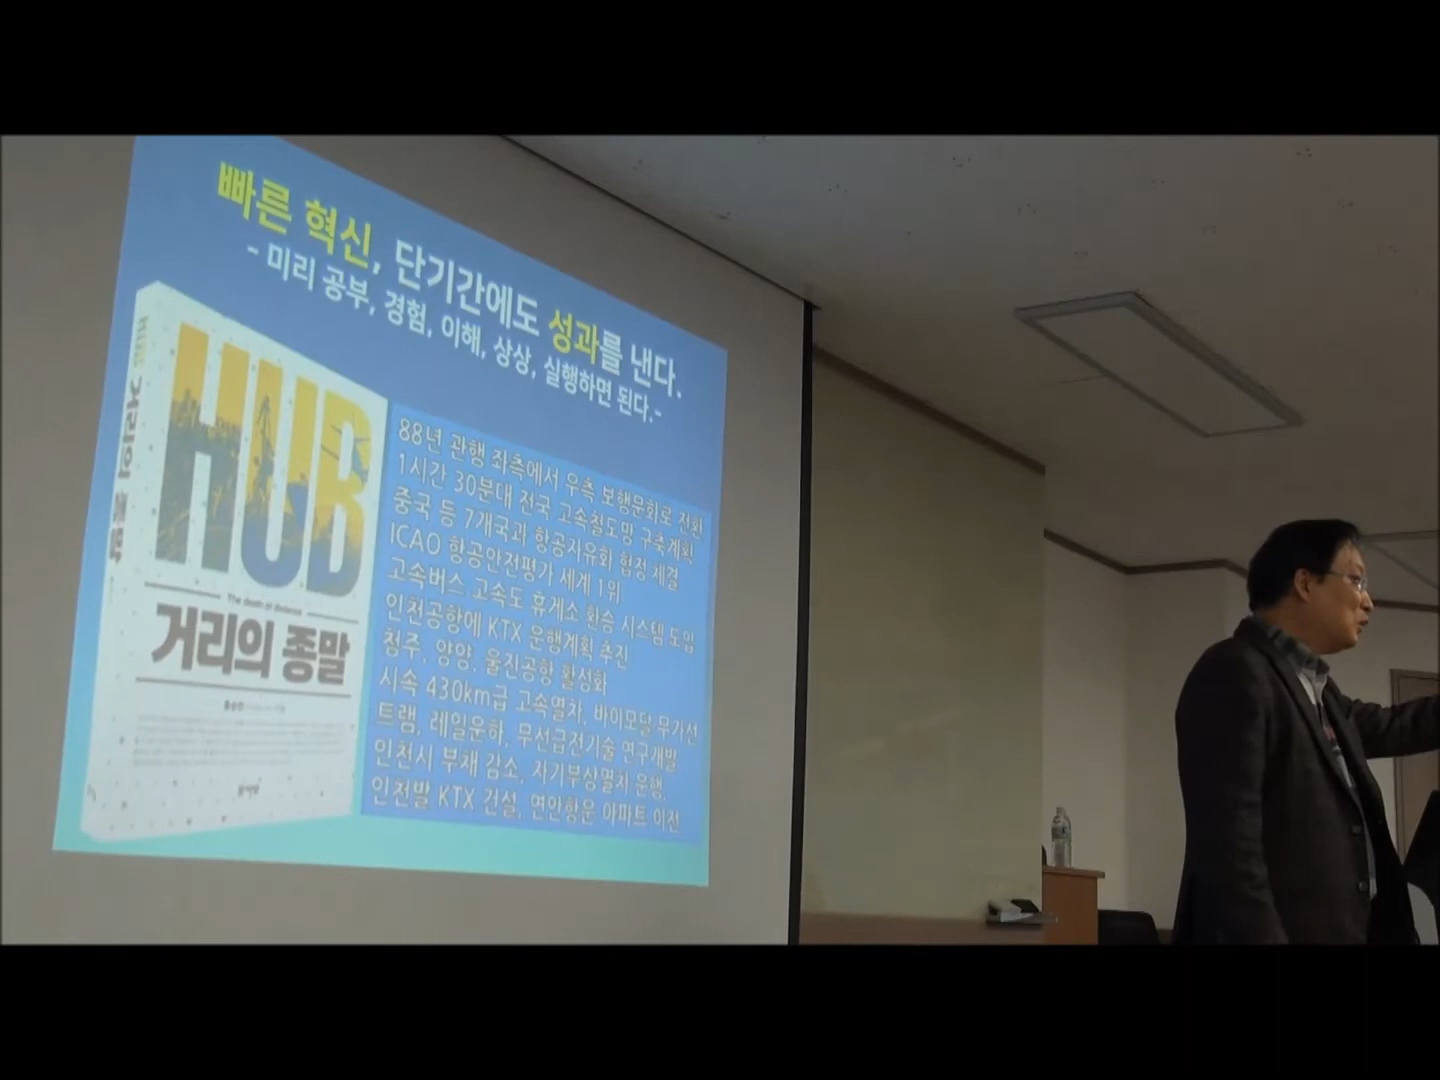 빠른 혁신, 단기간에도 성과를 낸다.
- 미리 공부, 경험, 이해, 상상, 실행하면 된다.-
HUB
The death of distance
거리의 종말
거리의 종말
88년 관행 좌측에서 우측 보행문화로 전환
1시간 30분대 전국 고속철도망 구축계획
중국 등 7개국과 항공자유화 협정 체결
ICAO 항공안전평가 세계 1위
고속버스 고속도 휴게소 환승 시스템 도입
인천공항에 KTX 운행계획 추진
청주, 양양, 울진공항 활성화
시속 430km급 고속열차, 바이모달 무가선
트램, 레일운하, 무선급전기술 연구개발
인천시 부채 감소, 자기부상열차 운행,
인천발 KTX 건설, 연안항운 아파트 이전